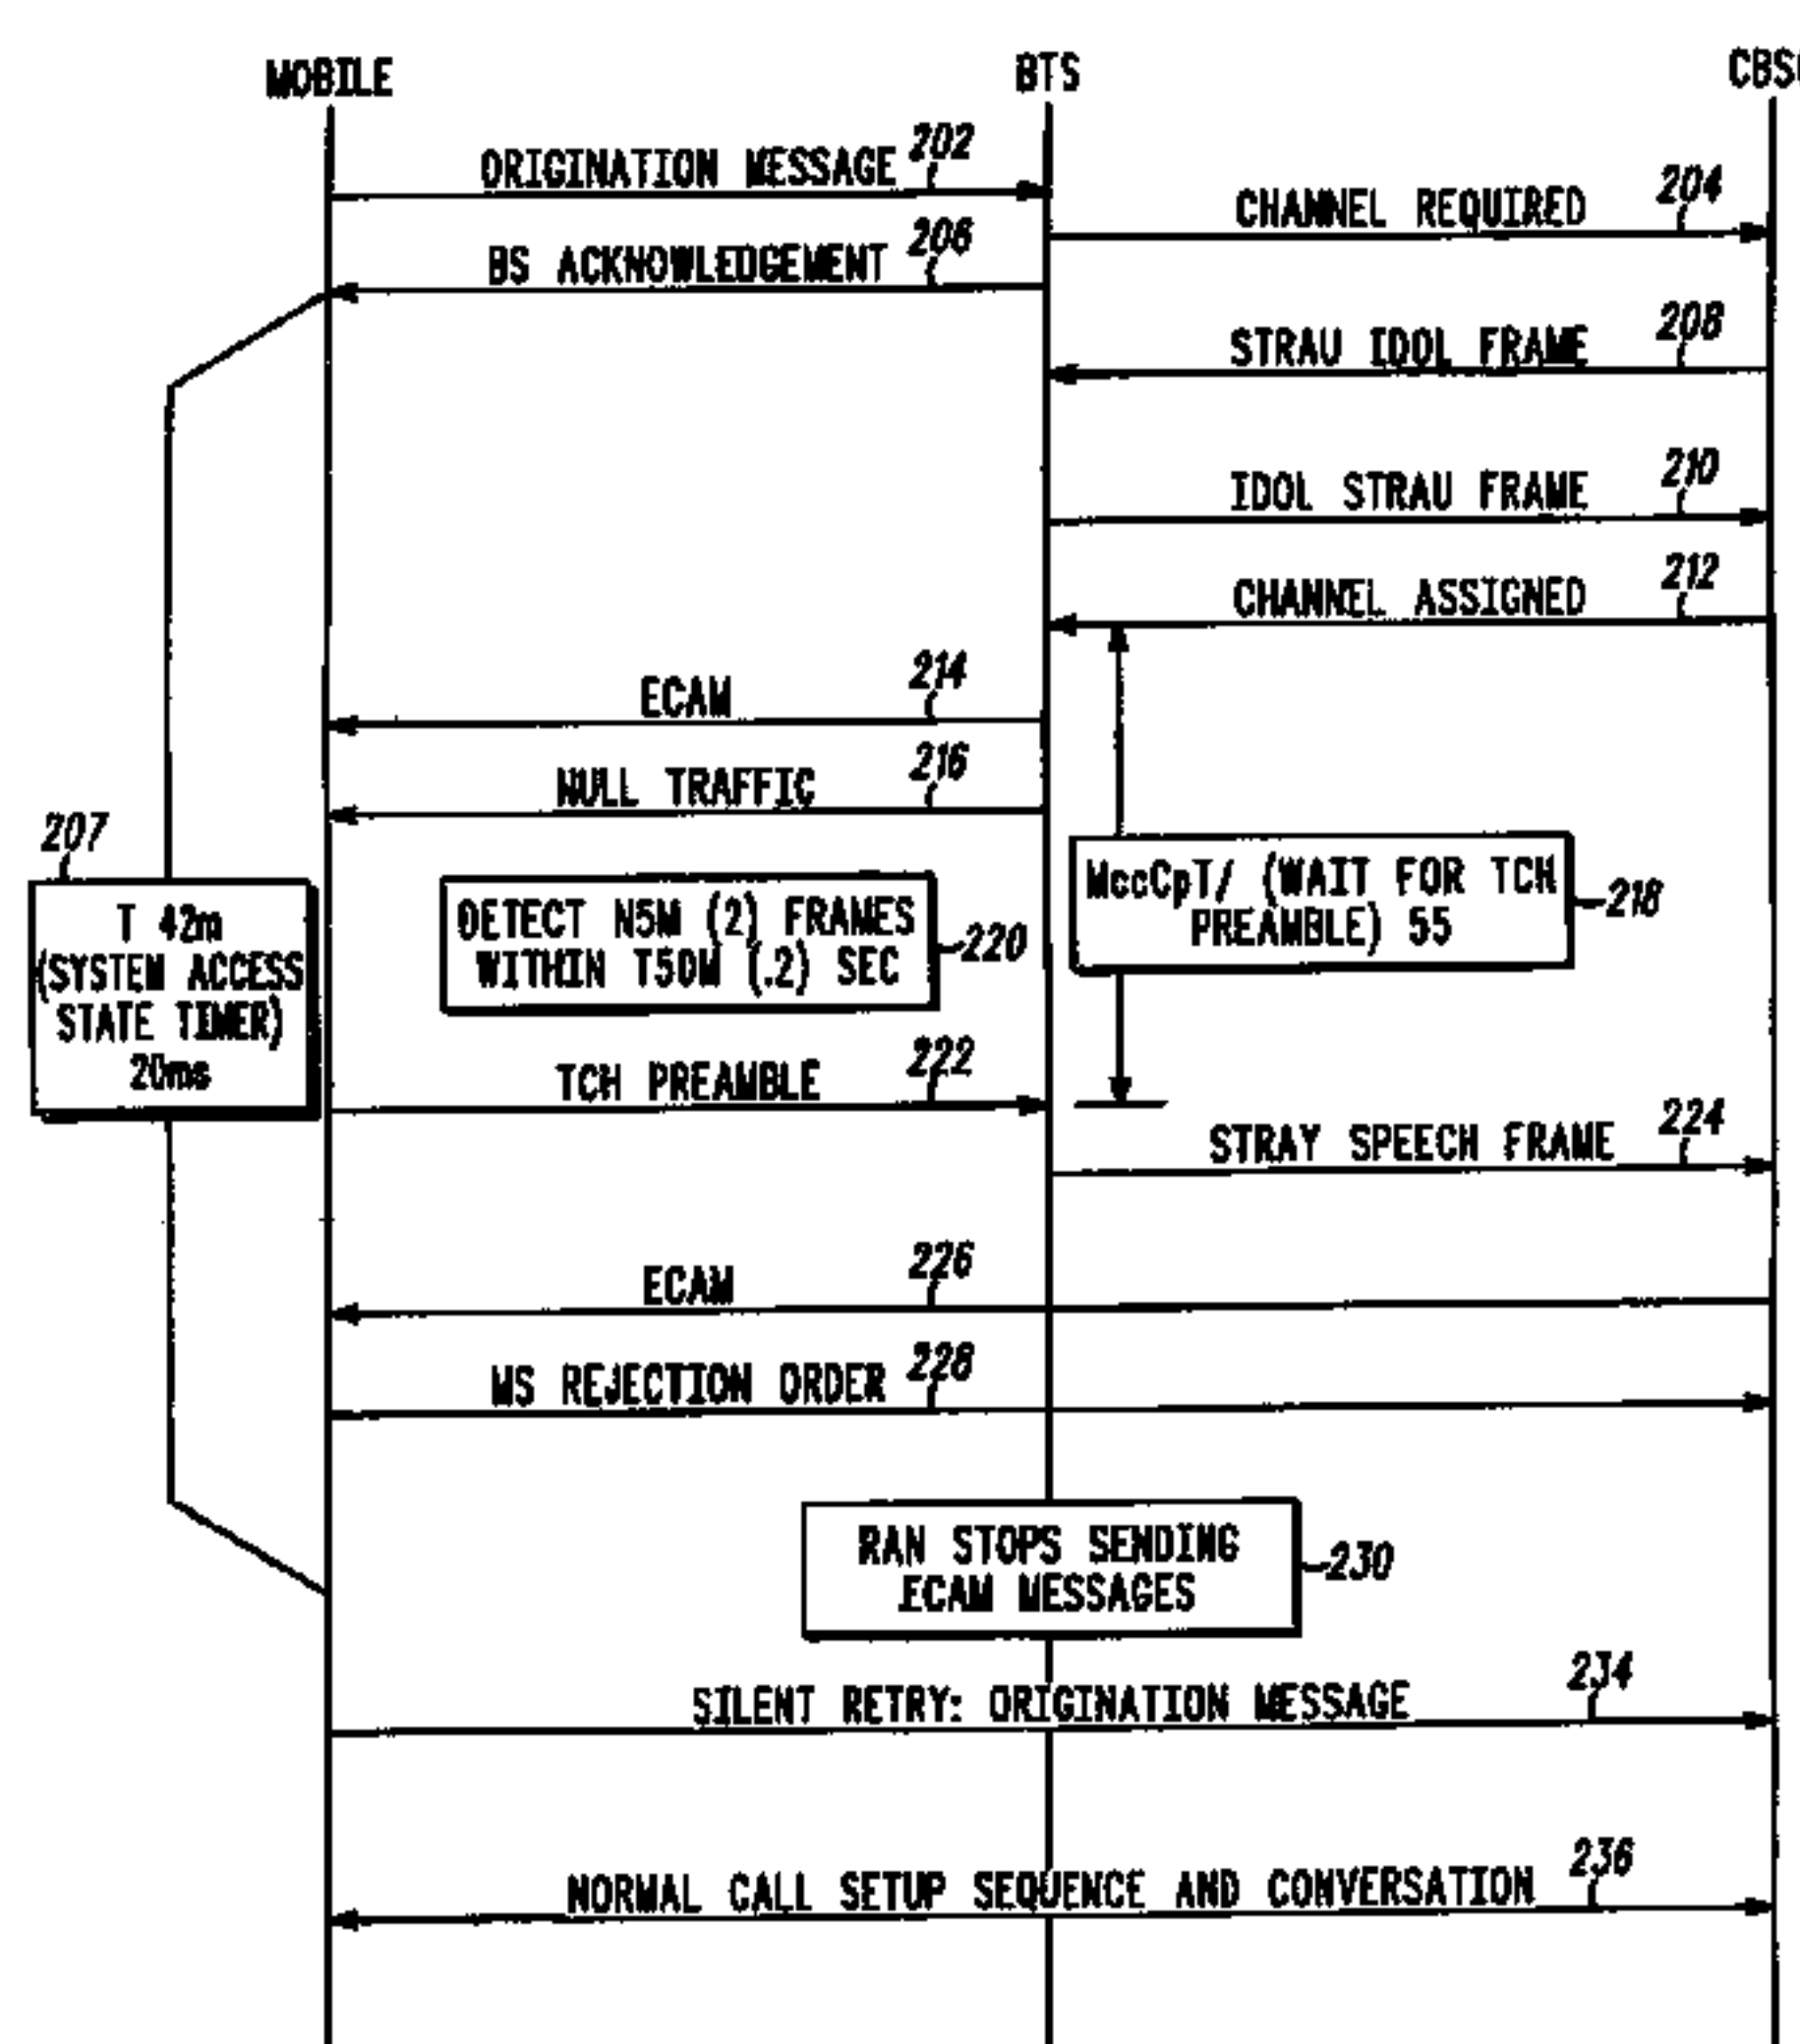 MOBILE BTS CBSC
ORIGINATION MESSAGE 202
CHANNEL REQUIRED 204
BS ACKNOWLEDGEMENT 206
STRAU IDOL FRAME 208
IDOL STRAU FRAME 210
CHANNEL ASSIGNED 212
ECAM 214
NULL TRAFFIC 216
207
T 42m
(SYSTEM ACCESS
STATE TIMER)
20ms
DETECT N5M (2) FRAMES
WITHIN T50M (.2) SEC
220
MccCpT/ (WAIT FOR TCH
PREAMBLE) 55
218
TCH PREAMBLE 222
STRAY SPEECH FRAME 224
ECAM 226
MS REJECTION ORDER 228
RAN STOPS SENDING
ECAM MESSAGES
230
SILENT RETRY: ORIGINATION MESSAGE 234
NORMAL CALL SETUP SEQUENCE AND CONVERSATION 236